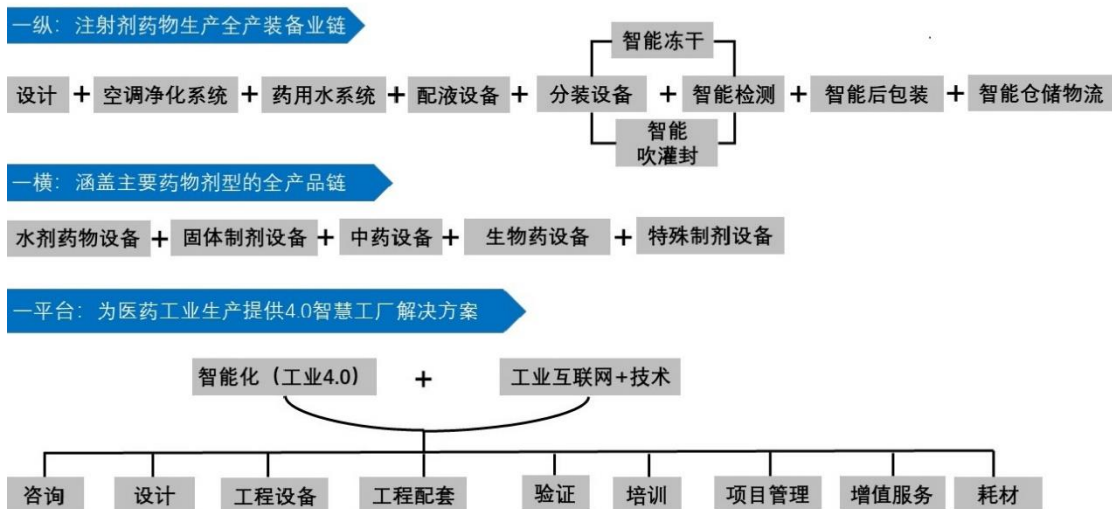 一纵：注射剂药物生产全产装备业链
智能冻干
设计 + 空调净化系统 + 药用水系统 + 配液设备 + 分装设备 + 智能检测 + 智能后包装 + 智能仓储物流
智能
吹灌封
一横：涵盖主要药物剂型的全产品链
水剂药物设备 + 固体制剂设备 + 中药设备 + 生物药设备 + 特殊制剂设备
一平台：为医药工业生产提供4.0智慧工厂解决方案
智能化（工业4.0） + 工业互联网+技术
咨询 设计 工程设备 工程配套 验证 培训 项目管理 增值服务 耗材